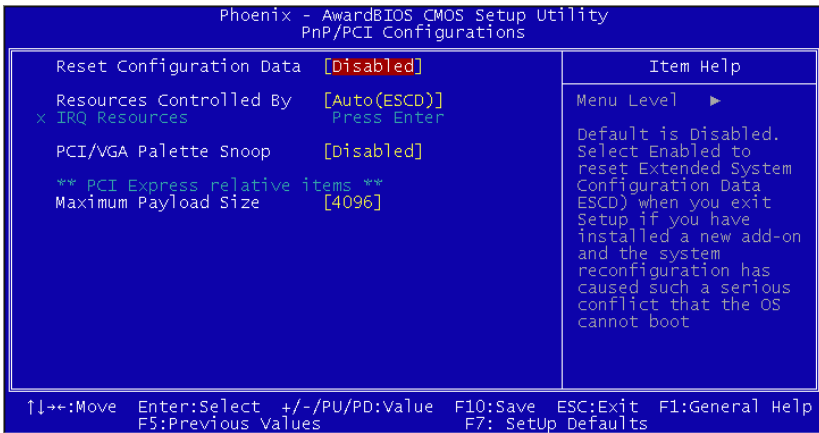 Phoenix - AwardBIOS CMOS Setup Utility
PnP/PCI Configurations
Reset Configuration Data [Disabled]
Resources Controlled By [Auto(ESCD)]
x IRQ Resources Press Enter
PCI/VGA Palette Snoop [Disabled]
** PCI Express relative items **
Maximum Payload Size [4096]
Item Help
Menu Level ►
Default is Disabled.
Select Enabled to
reset Extended System
Configuration Data
ESCD) when you exit
Setup if you have
installed a new add-on
and the system
reconfiguration has
caused such a serious
conflict that the OS
cannot boot
↑↓→←:Move Enter:Select +/-/PU/PD:Value F10:Save ESC:Exit F1:General Help
F5:Previous Values F7: SetUp Defaults